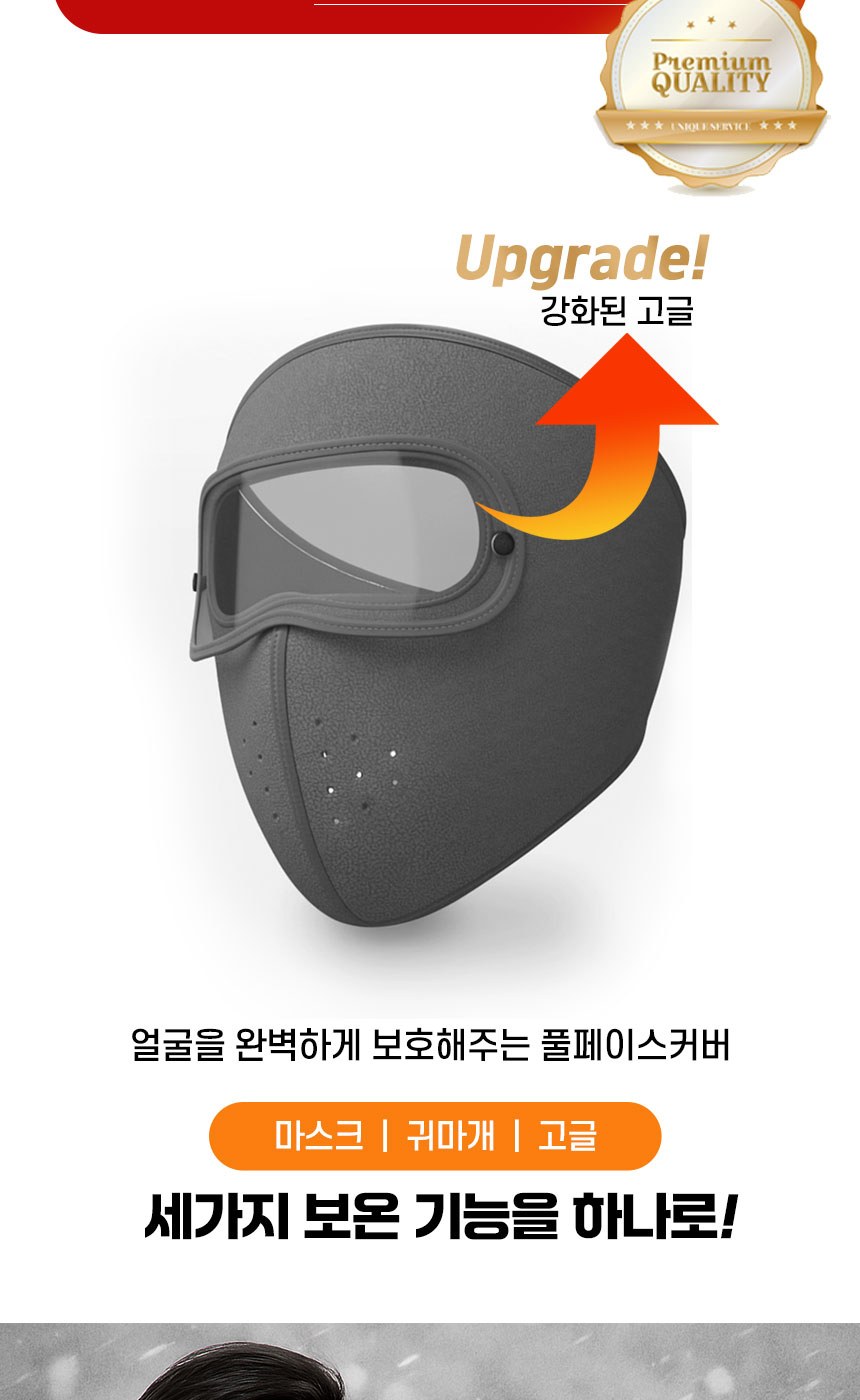 Premium
QUALITY
UNIQUE SERVICE
Upgrade!
강화된 고글
얼굴을 완벽하게 보호해주는 풀페이스커버
마스크 | 귀마개 | 고글
세가지 보온 기능을 하나로!